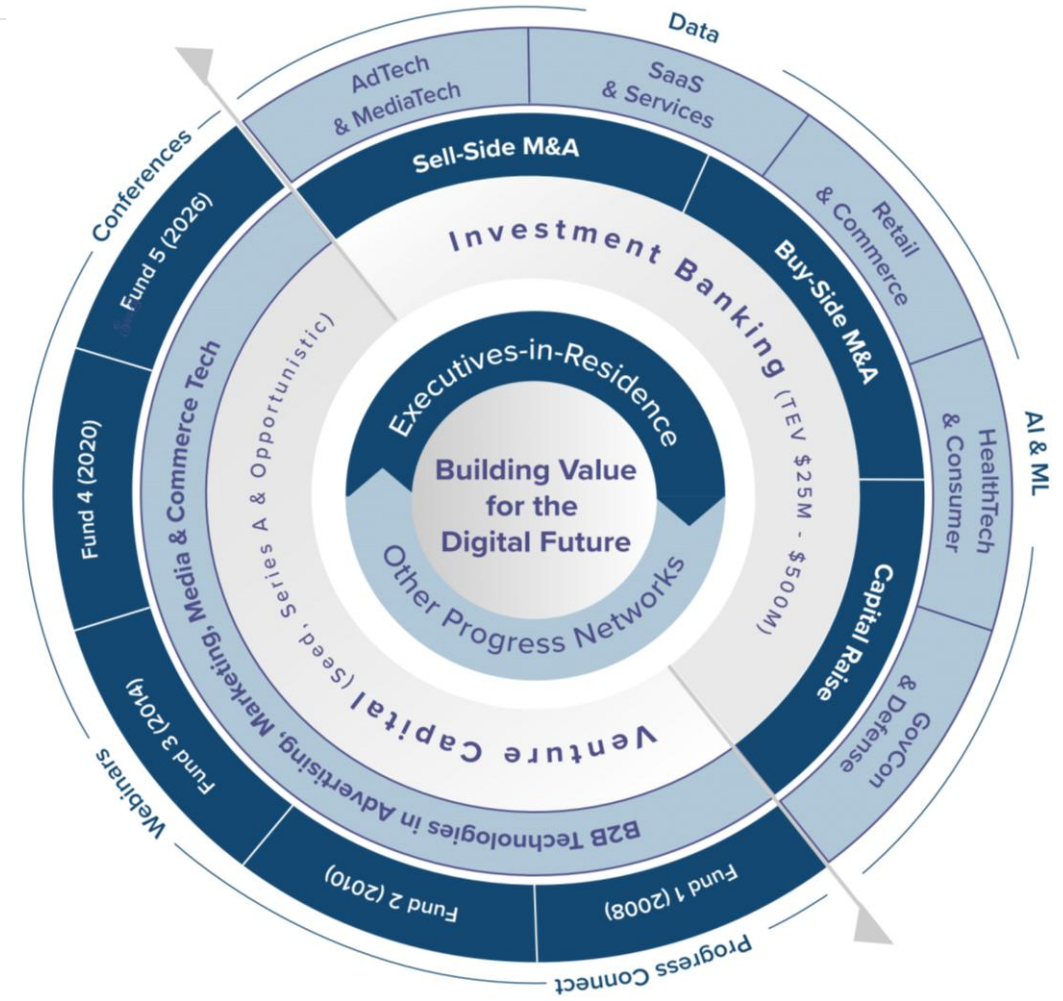 Data
AI & ML
Progress Connect
Webinars
Conferences
AdTech
& MediaTech
SaaS
& Services
Retail
& Commerce
HealthTech
& Consumer
GovCon
& Defense
Sell-Side M&A
Buy-Side M&A
Capital Raise
Investment Banking (TEV $25M - $500M)
Fund 1 (2008)
Fund 2 (2010)
Fund 3 (2014)
Fund 4 (2020)
Fund 5 (2026)
B2B Technologies in Advertising, Marketing, Media & Commerce Tech
Venture Capital (Seed, Series A & Opportunistic)
Executives-in-Residence
Other Progress Networks
Building Value
for the
Digital Future